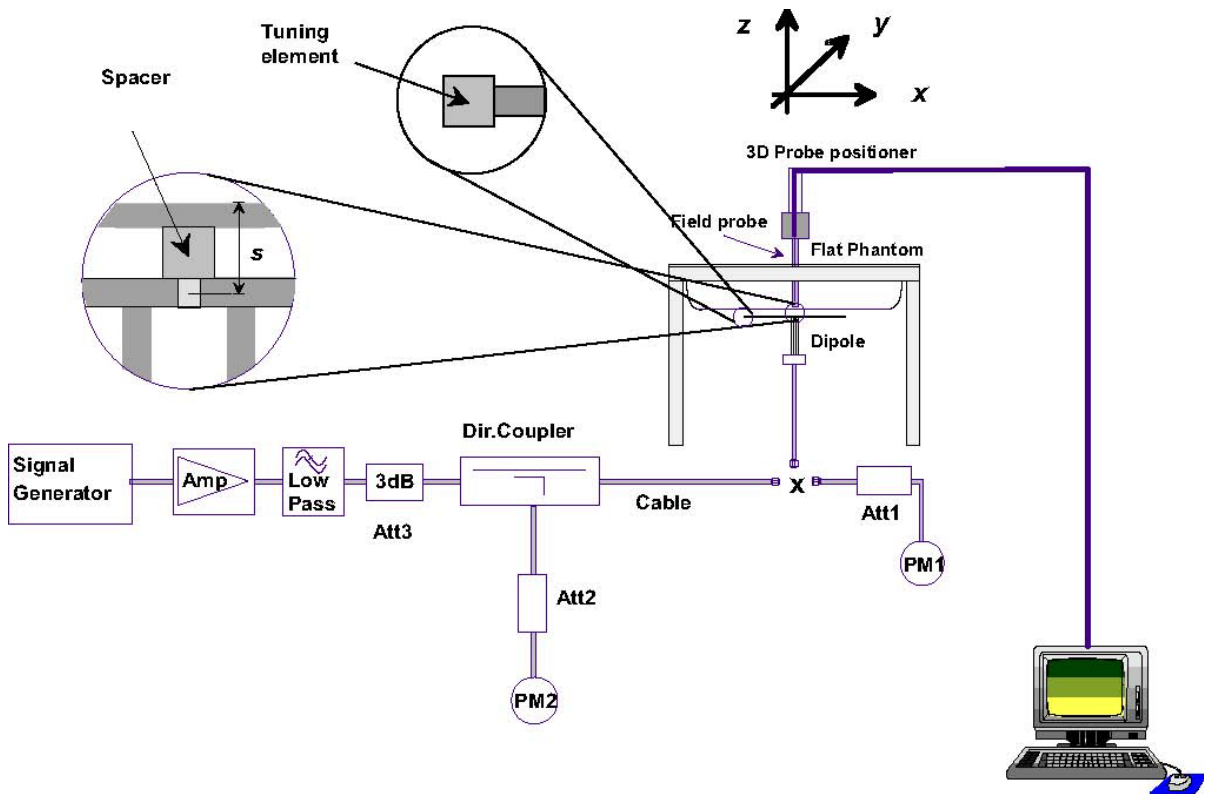 Tuning
element
z
y
x
Spacer
3D Probe positioner
Field probe
Flat Phantom
s
Dipole
Dir.Coupler
Signal
Generator
Amp
Low
Pass
3dB
Att3
Cable
x
Att1
PM1
Att2
PM2